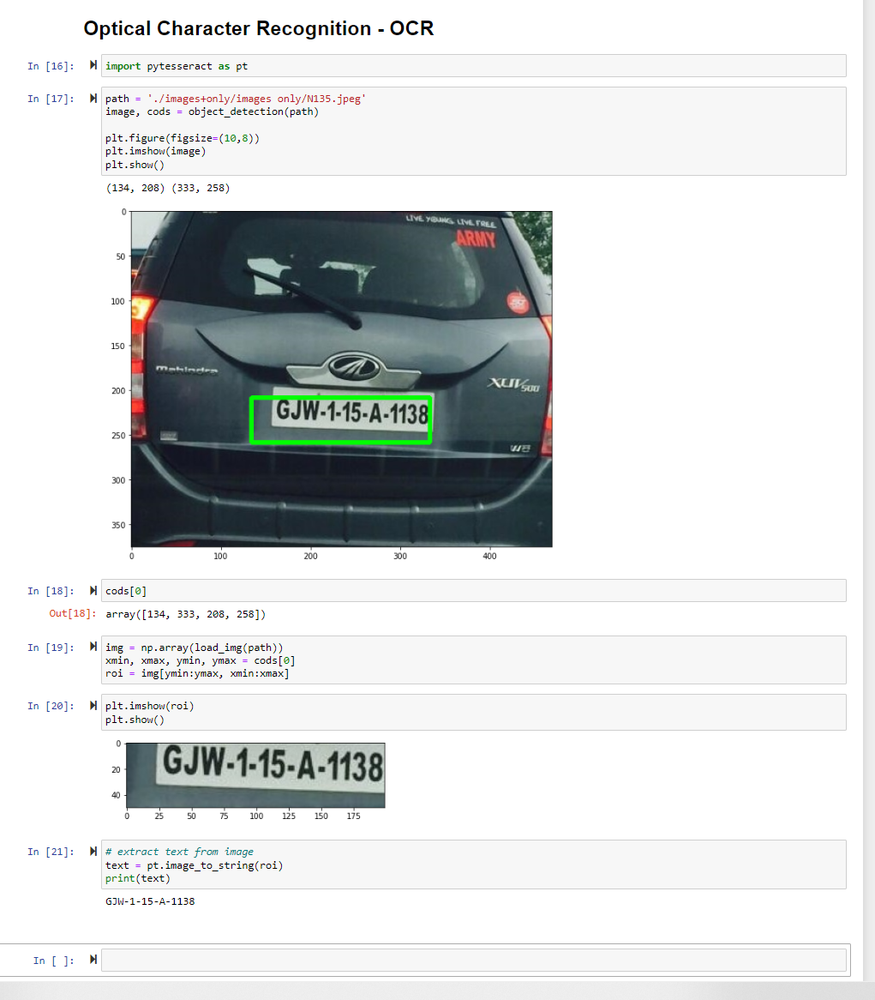 Optical Character Recognition - OCR
In [16]: import pytesseract as pt
In [17]: path = './images+only/images only/N135.jpeg'
image, cods = object_detection(path)
plt.figure(figsize=(10,8))
plt.imshow(image)
plt.show()
(134, 208) (333, 258)
0
LIVE YOUNG, LIVE FREE
ARMY
50
100
150
Mahindra
200
XUV500
GJW-1-15-A-1138
250
W8
300
350
0 100 200 300 400
In [18]: cods[0]
Out[18]: array([134, 333, 208, 258])
In [19]: img = np.array(load_img(path))
xmin, xmax, ymin, ymax = cods[0]
roi = img[ymin:ymax, xmin:xmax]
In [20]: plt.imshow(roi)
plt.show()
0
GJW-1-15-A-1138
20
40
0 25 50 75 100 125 150 175
In [21]: # extract text from image
text = pt.image_to_string(roi)
print(text)
GJW-1-15-A-1138
In [ ]: